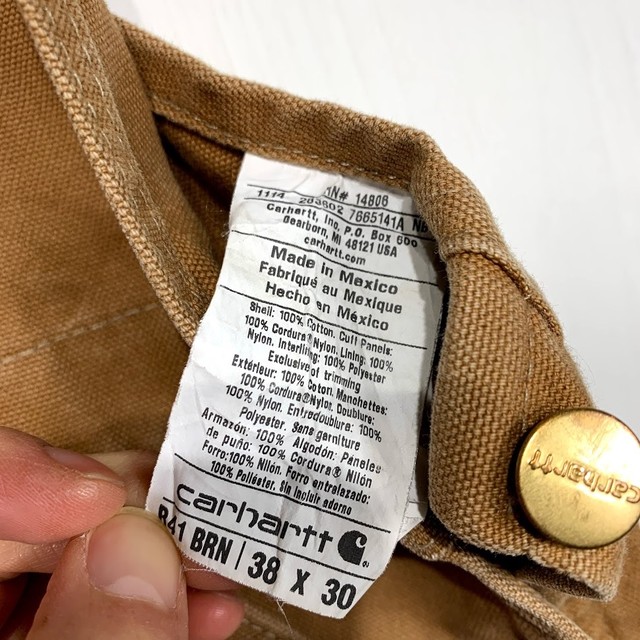 RN# 14806
1114 283802 7665141A NB
Carhartt, Inc, P.O. Box 600
Dearborn, MI 48121 USA
carhartt.com
Made in Mexico
Fabriqué au Mexique
Hecho en México
Shell: 100% Cotton. Cuff Panels:
100% Cordura® Nylon. Lining: 100%
Nylon. Interlining: 100% Polyester
Exclusive of trimming
Extérieur: 100% Coton. Manchettes:
100% Cordura® Nylon. Doublure:
100% Nylon. Entredoublure: 100%
Polyester. Sans garniture
Armazón: 100% Algodón Paneles
de puño: 100% Cordura® Nilón
Forro:100% Nilón. Forro entrelazado:
100% Poliéster. Sin incluir adorno
carhartt
R41 BRN / 38 X 30
carhartt